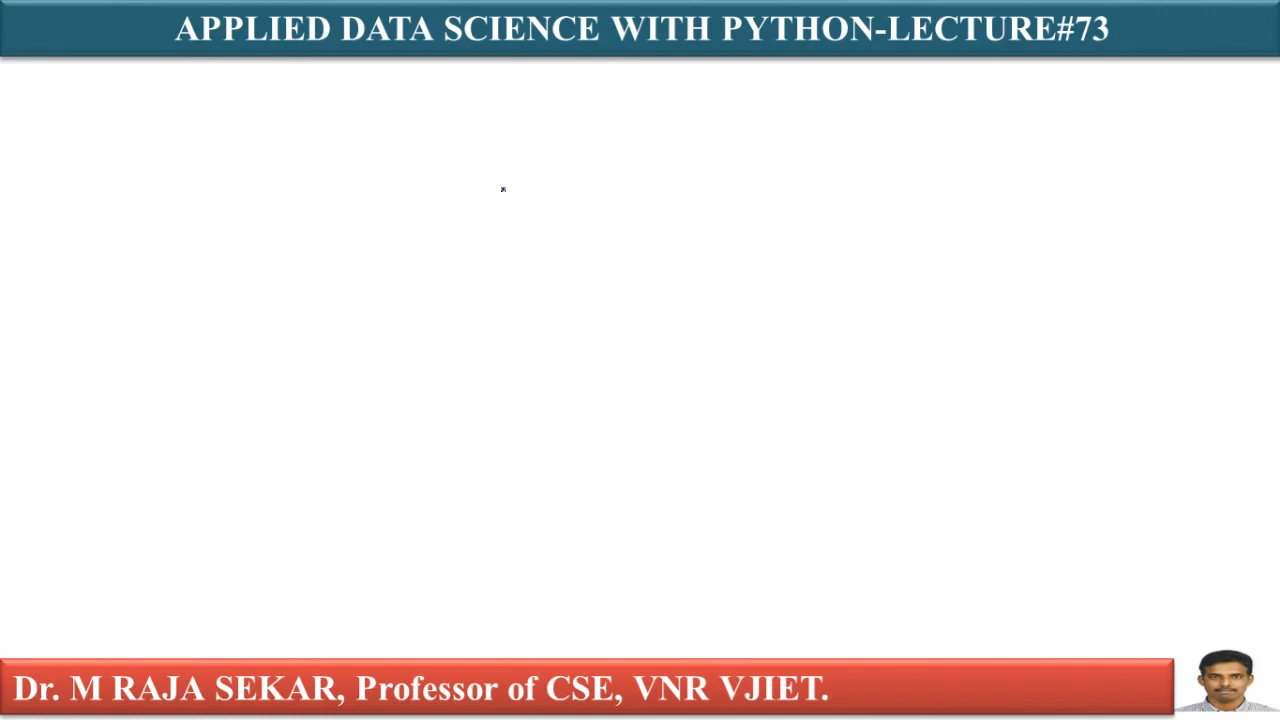 APPLIED DATA SCIENCE WITH PYTHON-LECTURE#73
Dr. M RAJA SEKAR, Professor of CSE, VNR VJIET.